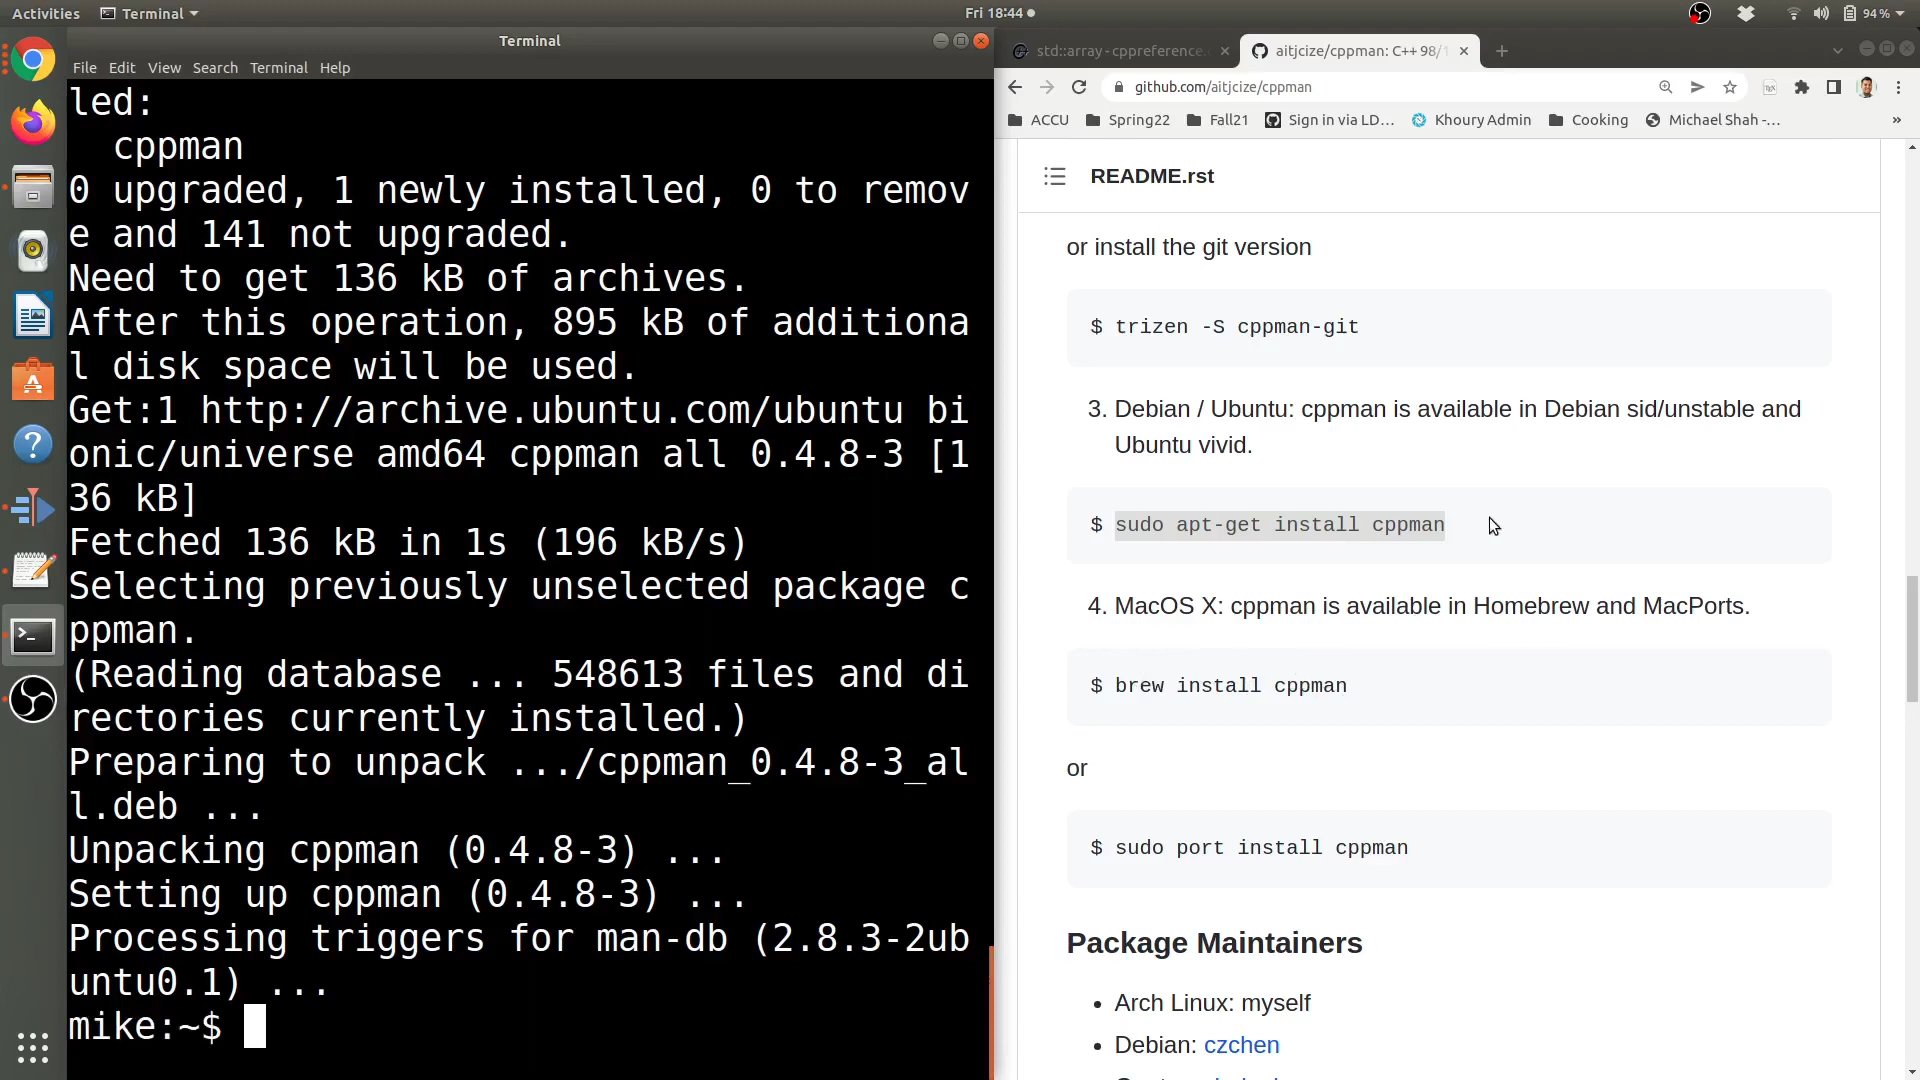 Activities
Terminal
Fri 18:44
94 %
Terminal
File Edit View Search Terminal Help
led:
  cppman
0 upgraded, 1 newly installed, 0 to remov
e and 141 not upgraded.
Need to get 136 kB of archives.
After this operation, 895 kB of additiona
l disk space will be used.
Get:1 http://archive.ubuntu.com/ubuntu bi
onic/universe amd64 cppman all 0.4.8-3 [1
36 kB]
Fetched 136 kB in 1s (196 kB/s)
Selecting previously unselected package c
ppman.
(Reading database ... 548613 files and di
rectories currently installed.)
Preparing to unpack .../cppman_0.4.8-3_al
l.deb ...
Unpacking cppman (0.4.8-3) ...
Setting up cppman (0.4.8-3) ...
Processing triggers for man-db (2.8.3-2ub
untu0.1) ...
mike:~$
std::array - cppreference.
aitjcize/cppman: C++ 98/
github.com/aitjcize/cppman
ACCU Spring22 Fall21 Sign in via LD... Khoury Admin Cooking Michael Shah -... »
README.rst
or install the git version
$ trizen -S cppman-git
3. Debian / Ubuntu: cppman is available in Debian sid/unstable and
Ubuntu vivid.
$ sudo apt-get install cppman
4. MacOS X: cppman is available in Homebrew and MacPorts.
$ brew install cppman
or
$ sudo port install cppman
Package Maintainers
• Arch Linux: myself
• Debian: czchen